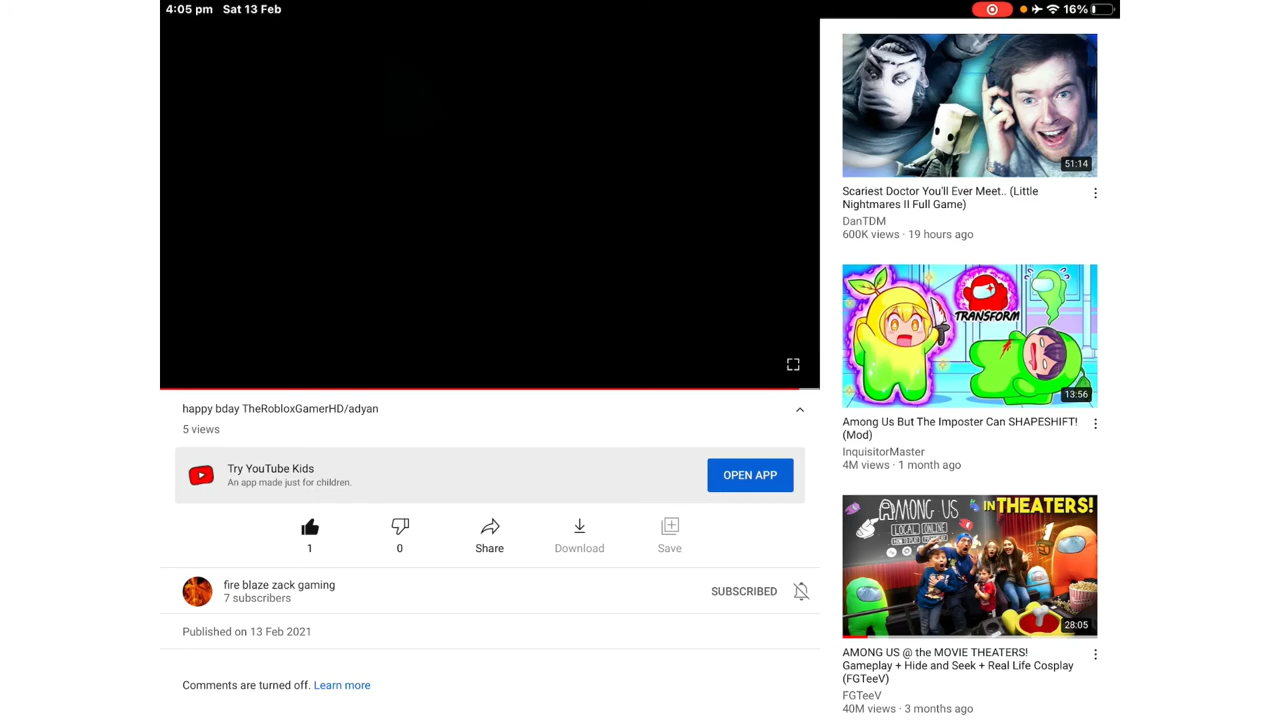 4:05 pm Sat 13 Feb
16%
happy bday TheRobloxGamerHD/adyan
5 views
Try YouTube Kids
An app made just for children.
OPEN APP
1
0
Share
Download
Save
fire blaze zack gaming
7 subscribers
SUBSCRIBED
Published on 13 Feb 2021
Comments are turned off. Learn more
51:14
Scariest Doctor You'll Ever Meet.. (Little
Nightmares II Full Game)
DanTDM
600K views · 19 hours ago
TRANSFORM
13:56
Among Us But The Imposter Can SHAPESHIFT!
(Mod)
InquisitorMaster
4M views · 1 month ago
AMONG US
IN THEATERS!
LOCAL ONLINE
28:05
AMONG US @ the MOVIE THEATERS!
Gameplay + Hide and Seek + Real Life Cosplay
(FGTeeV)
FGTeeV
40M views · 3 months ago